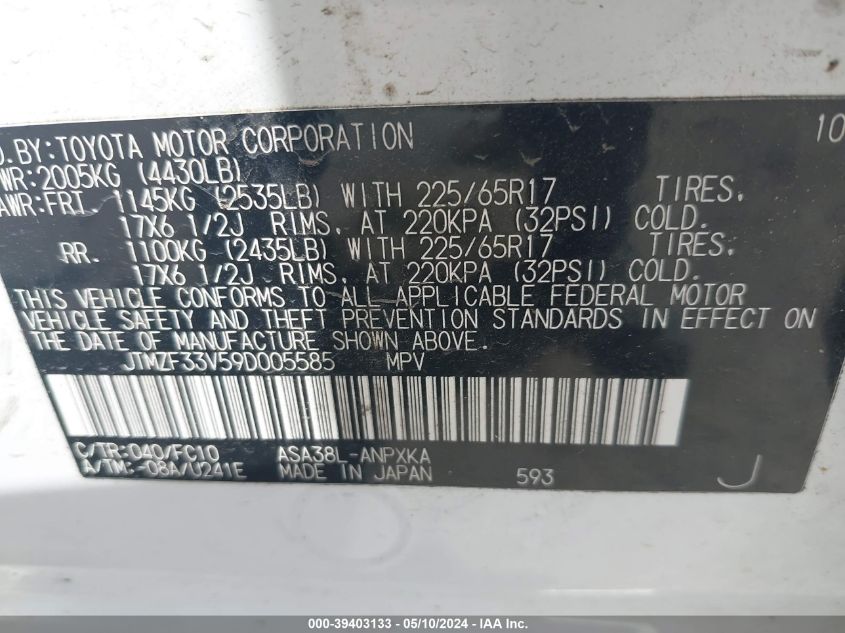 D. BY: TOYOTA MOTOR CORPORATION 10
WR: 2005KG (4430LB)
AWR: FRT 1145KG (2535LB) WITH 225/65R17 TIRES,
17X6 1/2J RIMS, AT 220KPA (32PSI) COLD.
RR. 1100KG (2435LB) WITH 225/65R17 TIRES,
17X6 1/2J RIMS, AT 220KPA (32PSI) COLD.
THIS VEHICLE CONFORMS TO ALL APPLICABLE FEDERAL MOTOR
VEHICLE SAFETY AND THEFT PREVENTION STANDARDS IN EFFECT ON
THE DATE OF MANUFACTURE SHOWN ABOVE.
JTMZF33V59D005585 MPV
C/TR: 040/FC10 ASA38L-ANPXKA
A/TM: -08A/U241E MADE IN JAPAN 593 J
000-39403133 - 05/10/2024 - IAA Inc.